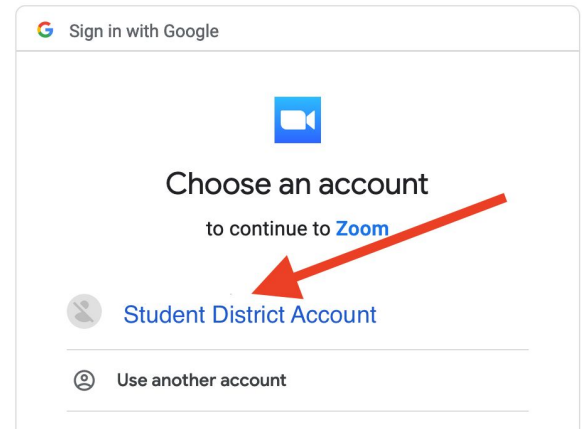 Sign in with Google
Choose an account
to continue to Zoom
Student District Account
Use another account